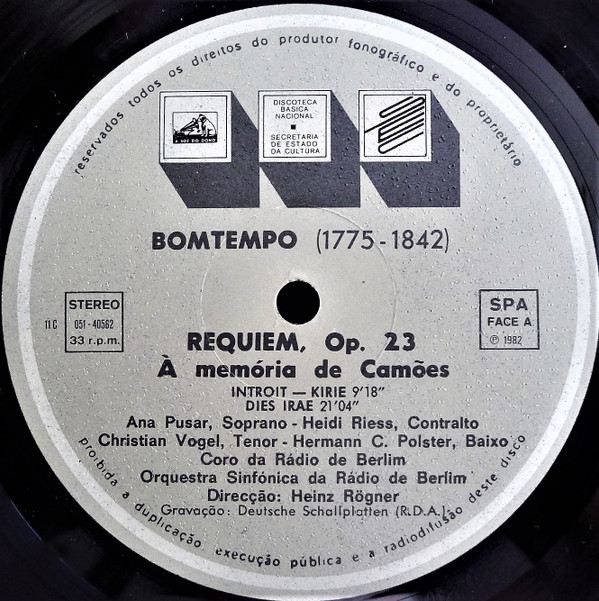 reservados todos os direitos do produtor fonográfico e do proprietário
A VOZ DO DONO
DISCOTECA
BÁSICA
NACIONAL
SECRETARIA
DE ESTADO
DA CULTURA
BOMTEMPO (1775-1842)
STEREO
11C 051-40562
33 r.p.m.
SPA
FACE A
℗ 1982
REQUIEM, Op. 23
À memória de Camões
INTROIT — KIRIE 9'18"
DIES IRAE 21'04"
Ana Pusar, Soprano - Heidi Riess, Contralto
Christian Vogel, Tenor - Hermann C. Polster, Baixo
Coro da Rádio de Berlim
Orquestra Sinfónica da Rádio de Berlim
Direcção: Heinz Rögner
Gravação: Deutsche Schallplatten (R.D.A.)
proibida a duplicação execução pública e a radiodifusão deste disco